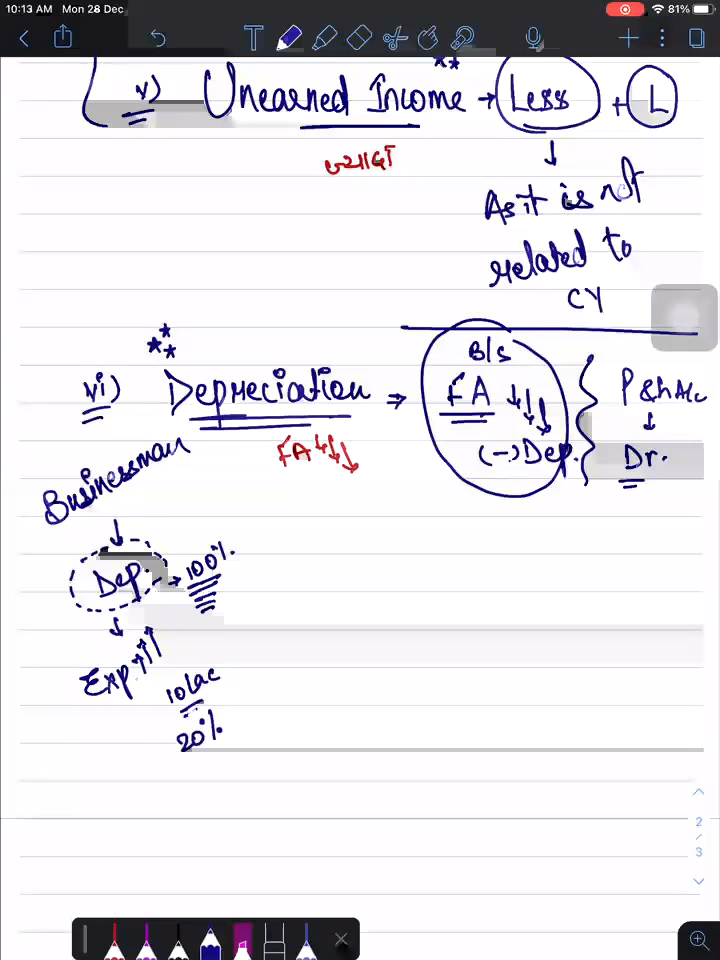 10:13 AM Mon 28 Dec 81%
v) Unearned Income → Less + L
↓
As it is not
related to
CY
vi) Depreciation ⇒ B/S
FA ↓↓↓
(-) Dep.
P & L A/c
↓
Dr.
FA ↓↓↓
Businessman
↓
Dep. → 100%
↓
Exp ↑↑↑
10 Lac
20%
2
/
3